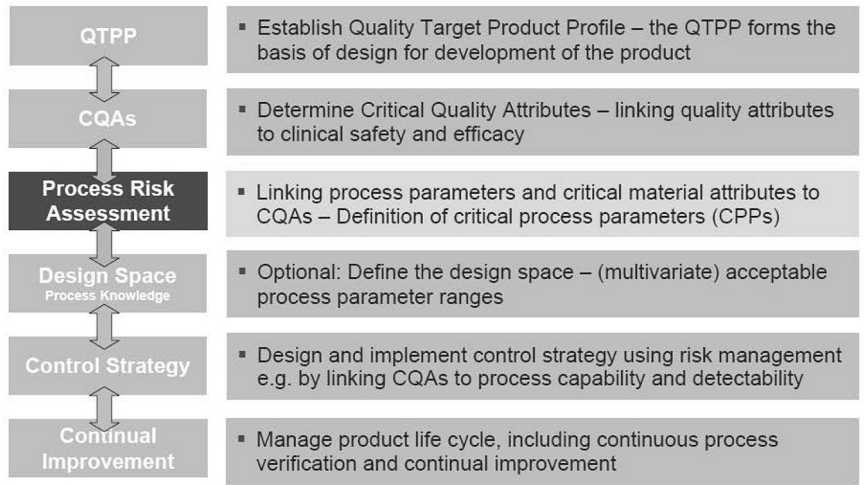 QTPP
▪ Establish Quality Target Product Profile – the QTPP forms the
basis of design for development of the product
CQAs
▪ Determine Critical Quality Attributes – linking quality attributes
to clinical safety and efficacy
Process Risk
Assessment
▪ Linking process parameters and critical material attributes to
CQAs – Definition of critical process parameters (CPPs)
Design Space
Process Knowledge
▪ Optional: Define the design space – (multivariate) acceptable
process parameter ranges
Control Strategy
▪ Design and implement control strategy using risk management
e.g. by linking CQAs to process capability and detectability
Continual
Improvement
▪ Manage product life cycle, including continuous process
verification and continual improvement